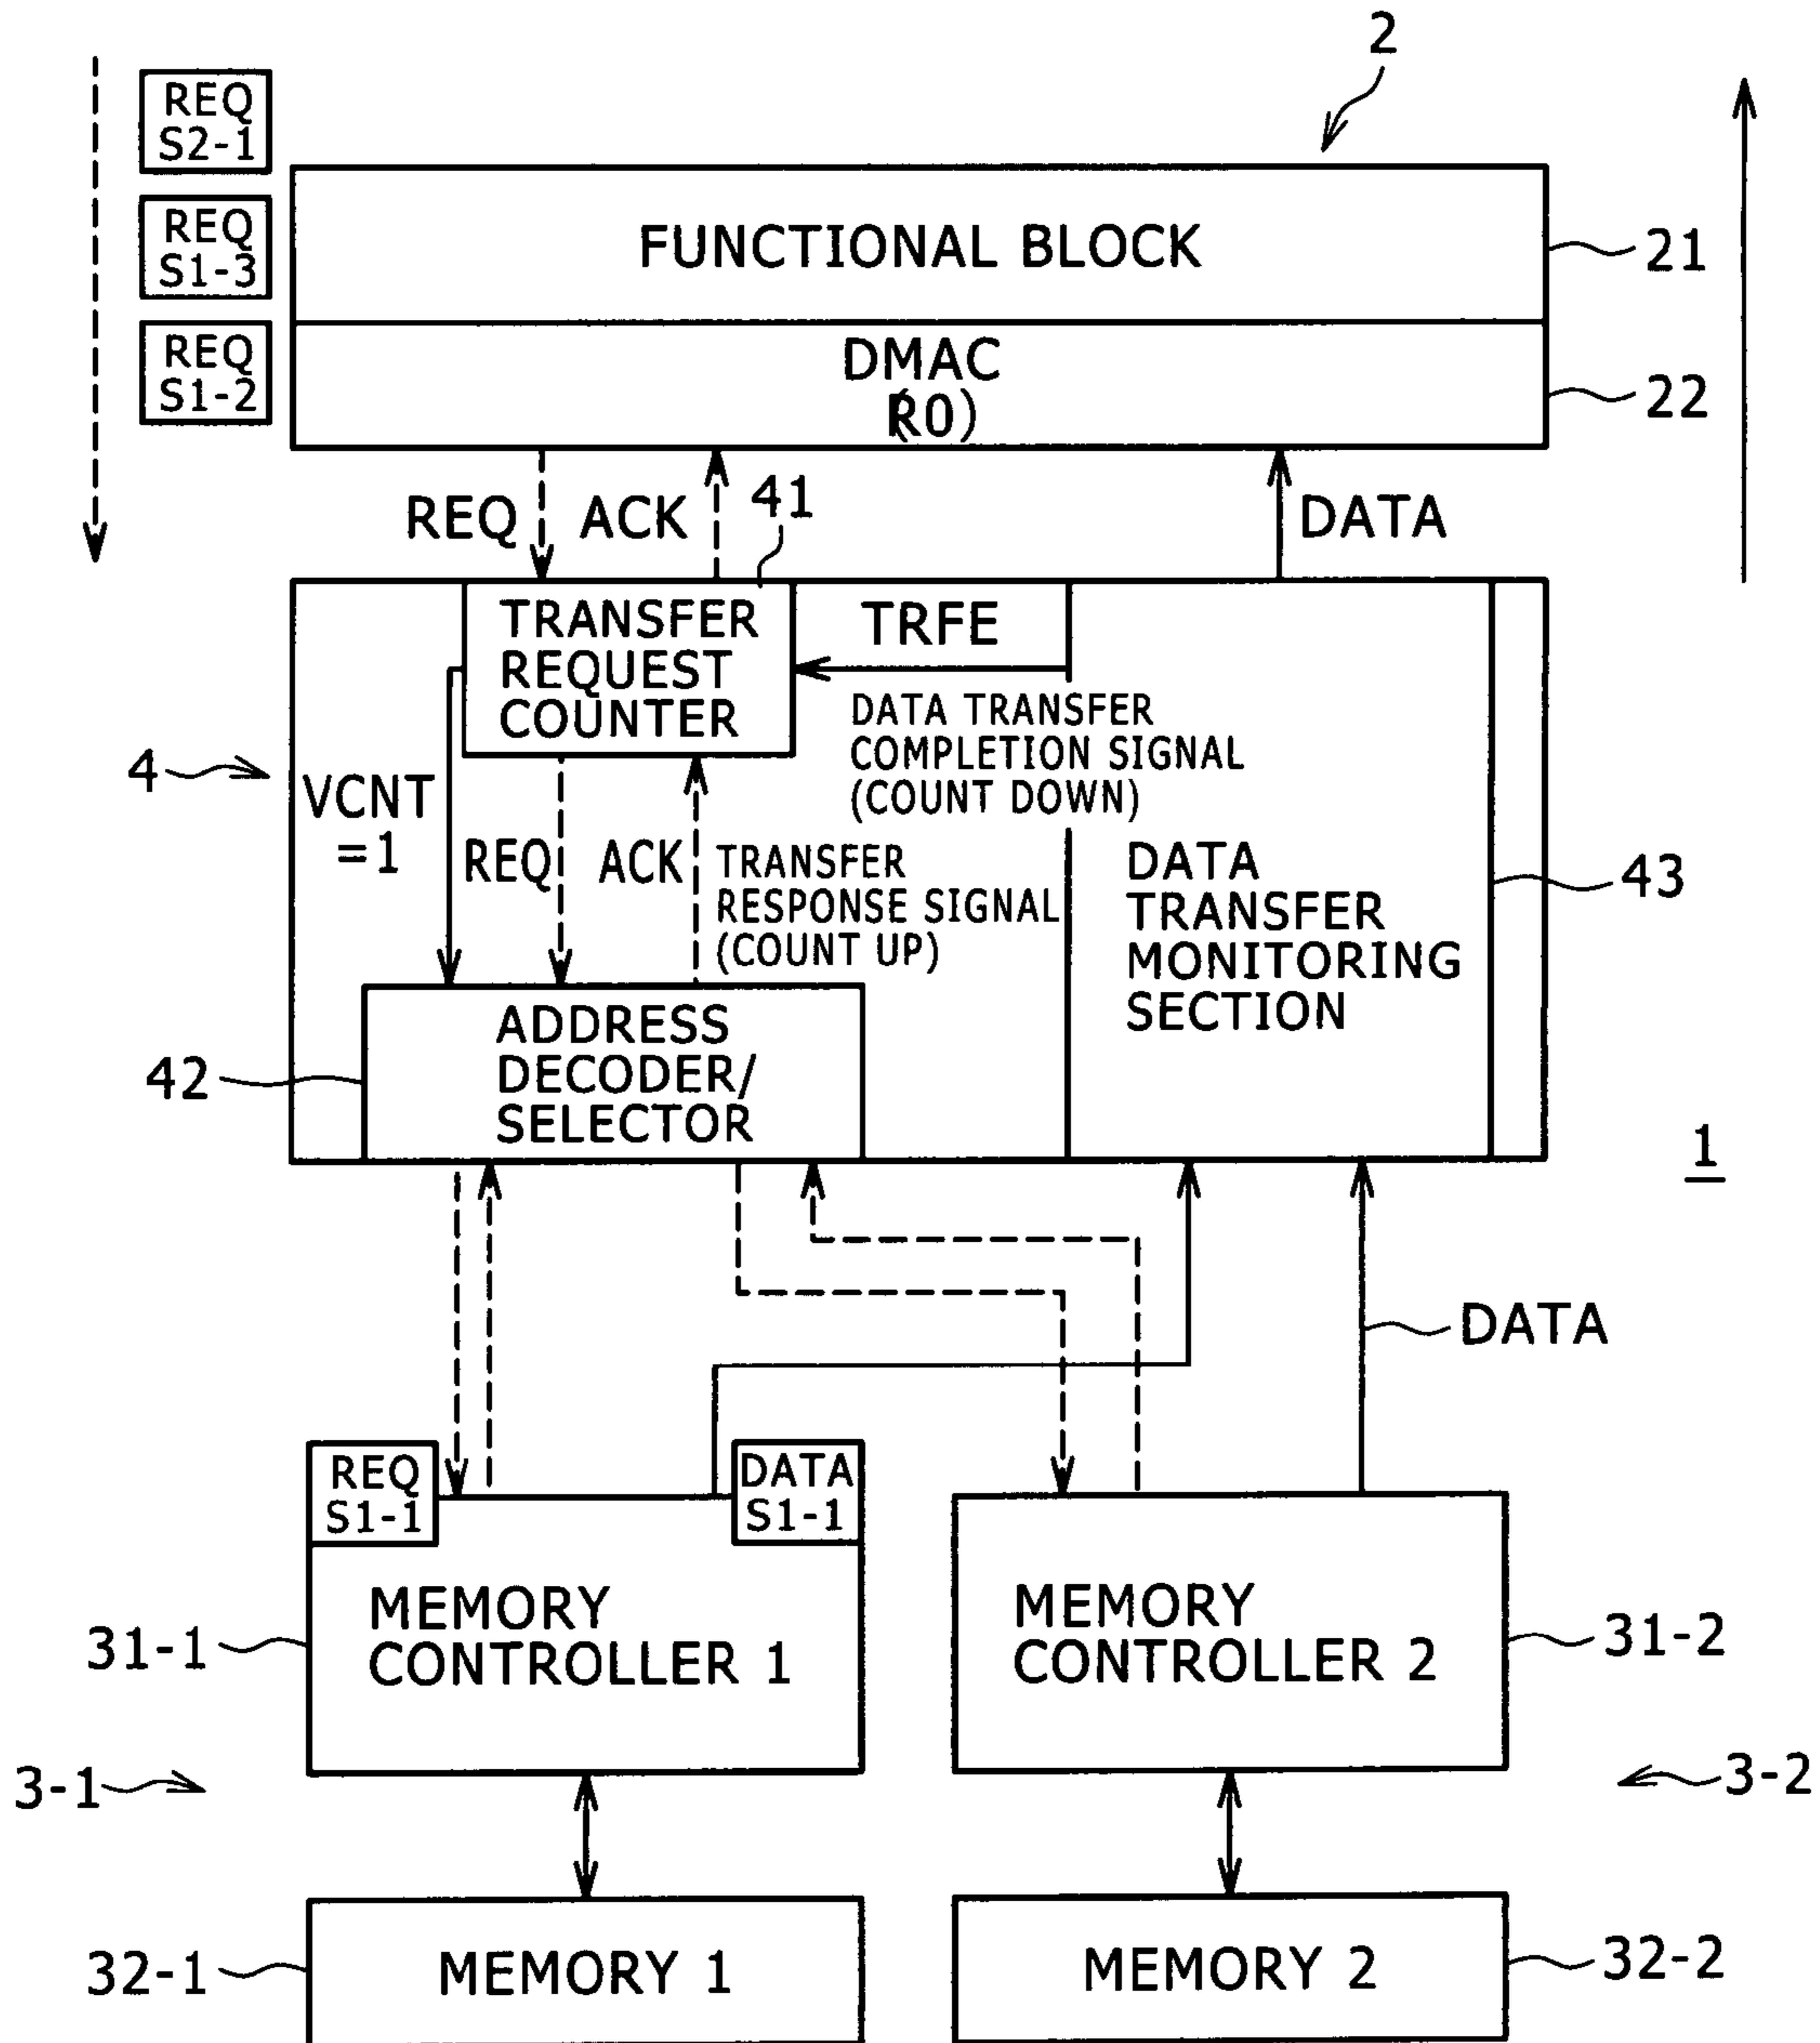 2
REQ
S2-1
REQ
S1-3
REQ
S1-2
FUNCTIONAL BLOCK
21
DMAC
(R0)
22
REQ
ACK
41
DATA
TRANSFER
REQUEST
COUNTER
TRFE
DATA TRANSFER
COMPLETION SIGNAL
(COUNT DOWN)
4
VCNT
=1
REQ
ACK
TRANSFER
RESPONSE SIGNAL
(COUNT UP)
DATA
TRANSFER
MONITORING
SECTION
43
ADDRESS
DECODER/
SELECTOR
42
1
DATA
REQ
S1-1
DATA
S1-1
MEMORY
CONTROLLER 1
31-1
MEMORY
CONTROLLER 2
31-2
3-1
3-2
MEMORY 1
32-1
MEMORY 2
32-2